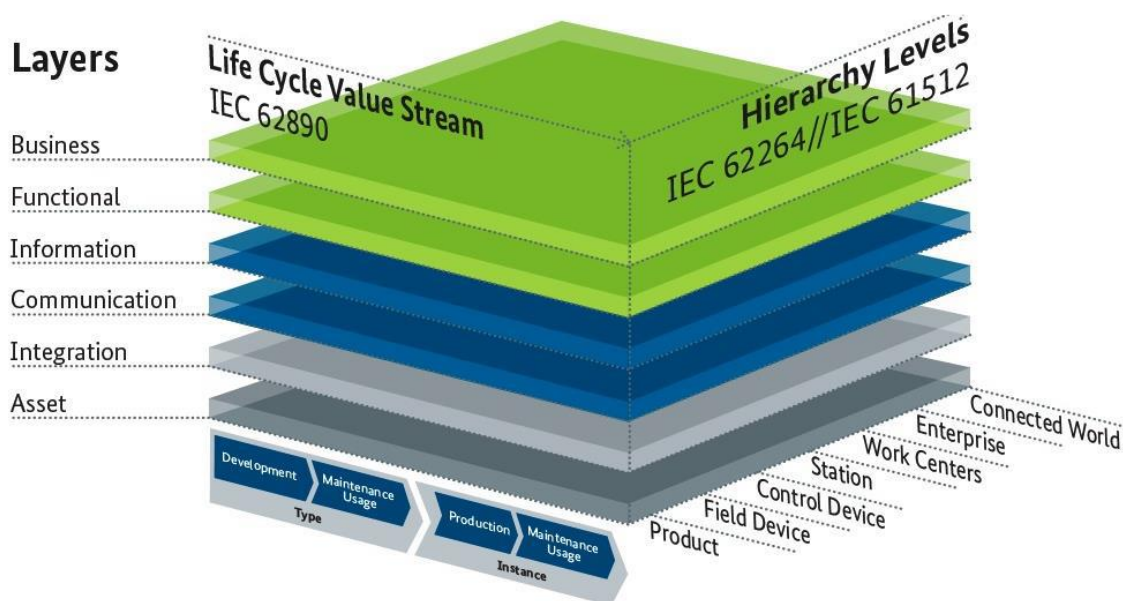 Layers
Life Cycle Value Stream
IEC 62890
Hierarchy Levels
IEC 62264//IEC 61512
Business
Functional
Information
Communication
Integration
Asset
Development
Maintenance
Usage
Type
Production
Maintenance
Usage
Instance
Connected World
Enterprise
Work Centers
Station
Control Device
Field Device
Product